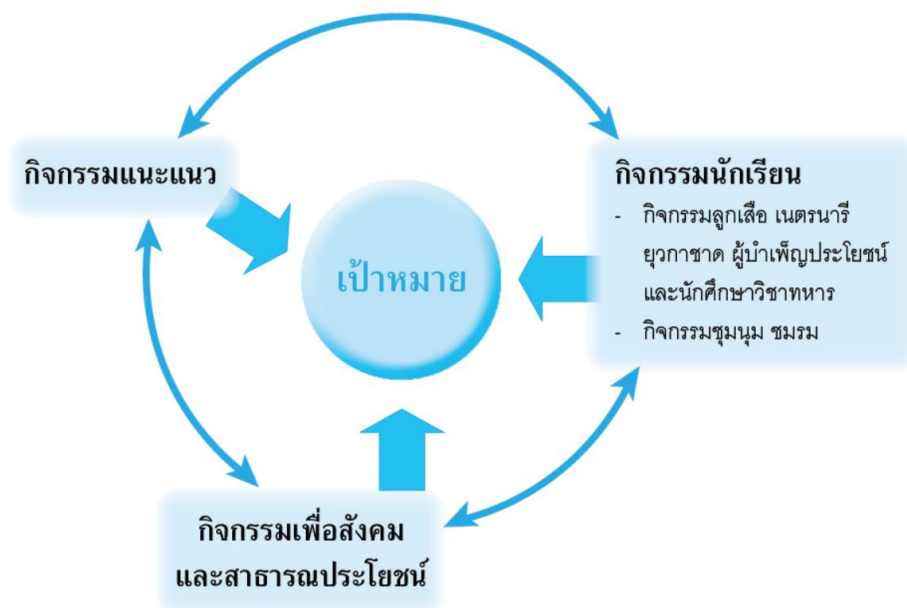 กิจกรรมแนะแนว
เป้าหมาย
กิจกรรมนักเรียน
- กิจกรรมลูกเสือ เนตรนารี
ยุวกาชาด ผู้บำเพ็ญประโยชน์
และนักศึกษาวิชาทหาร
- กิจกรรมชุมนุม ชมรม
กิจกรรมเพื่อสังคม
และสาธารณประโยชน์